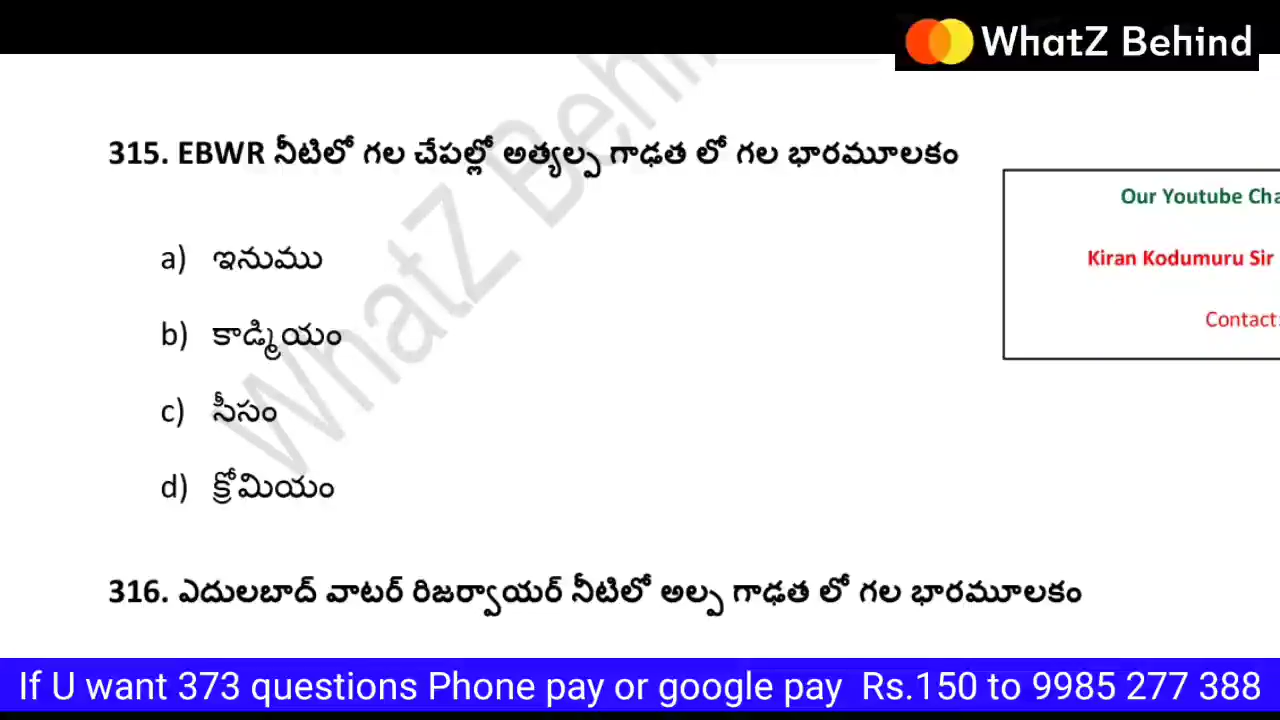 WhatZ Behind
315. EBWR నీటిలో గల చేపల్లో అత్యల్ప గాఢత లో గల భారమూలకం
Our Youtube Cha
a) ఇనుము
Kiran Kodumuru Sir
Contact:
b) కాడ్మియం
c) సీసం
d) క్రోమియం
WhatZ Behin
316. ఎదులబాద్ వాటర్ రిజర్వాయర్ నీటిలో అల్ప గాఢత లో గల భారమూలకం
If U want 373 questions Phone pay or google pay Rs.150 to 9985 277 388